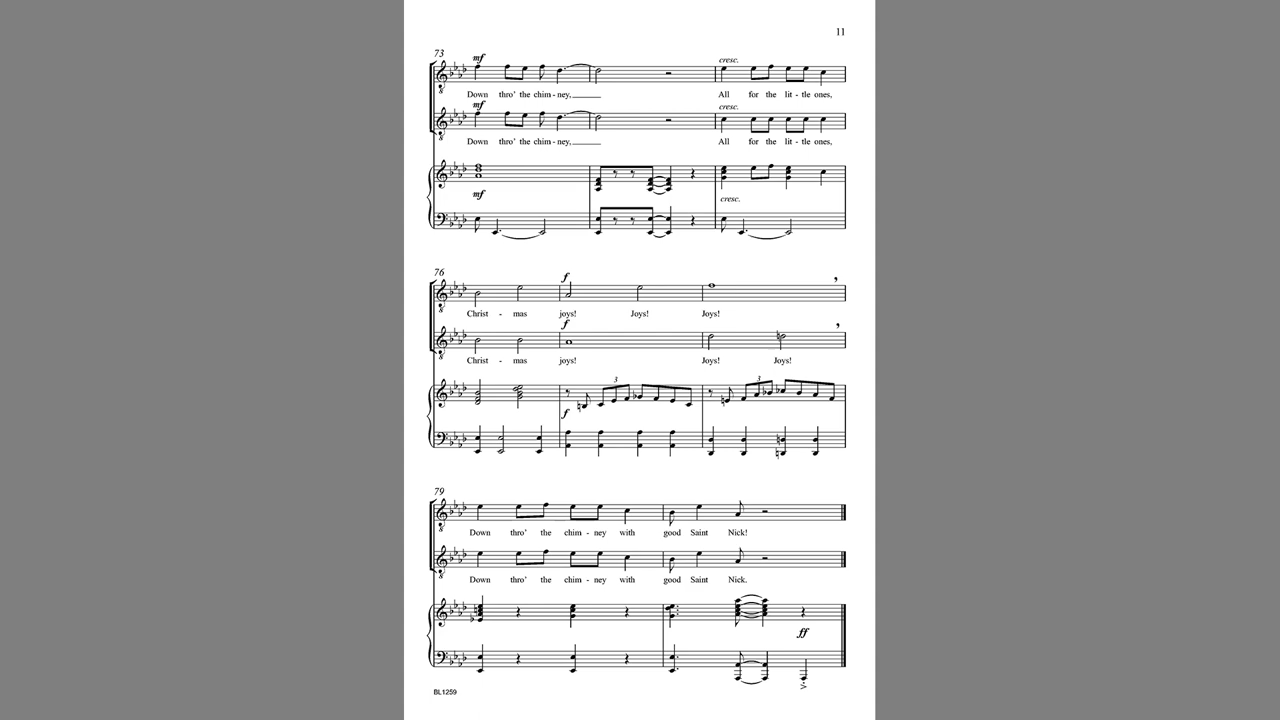 11
73
mf
Down thro' the chim - ney,
cresc.
All for the lit - tle ones,
mf
Down thro' the chim - ney,
cresc.
All for the lit - tle ones,
mf
cresc.
76
f
Christ - mas joys! Joys! Joys!
f
Christ - mas joys! Joys! Joys!
3
3
f
79
Down thro' the chim - ney with good Saint Nick!
Down thro' the chim - ney with good Saint Nick.
ff
BL1259